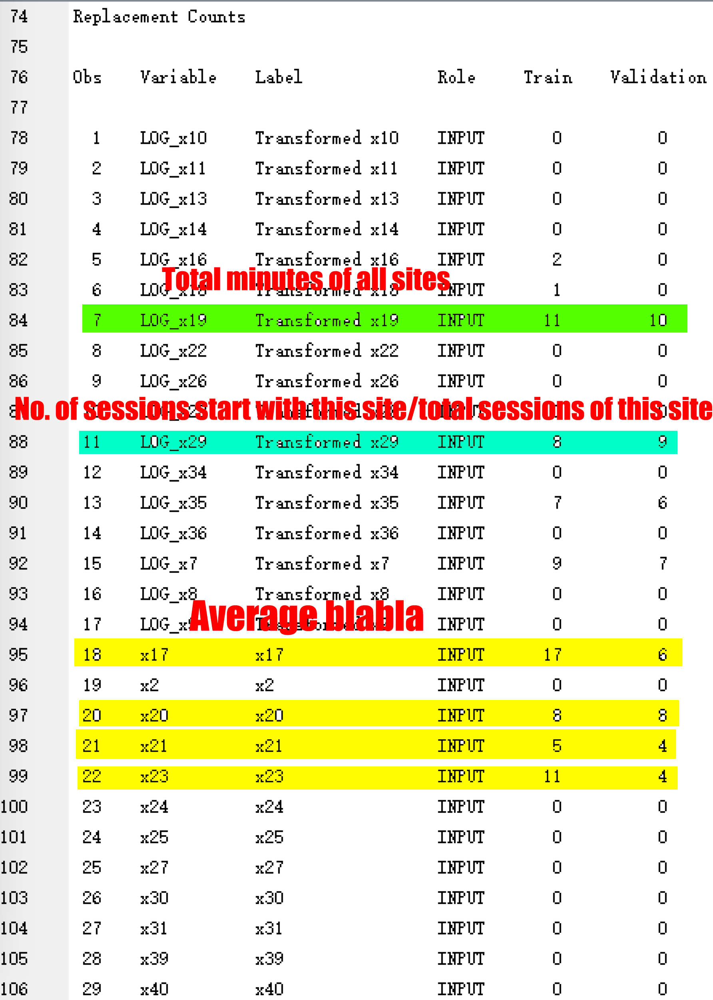 74 Replacement Counts
75
76 Obs Variable Label Role Train Validation
77
78 1 LOG_x10 Transformed x10 INPUT 0 0
79 2 LOG_x11 Transformed x11 INPUT 0 0
80 3 LOG_x13 Transformed x13 INPUT 0 0
81 4 LOG_x14 Transformed x14 INPUT 0 0
82 5 LOG_x16 Transformed x16 INPUT 2 0
Total minutes of all sites
83 6 LOG_x18 Transformed x18 INPUT 1 0
84 7 LOG_x19 Transformed x19 INPUT 11 10
85 8 LOG_x22 Transformed x22 INPUT 0 0
86 9 LOG_x26 Transformed x26 INPUT 0 0
No. of sessions start with this site/total sessions of this site
88 11 LOG_x29 Transformed x29 INPUT 8 9
89 12 LOG_x34 Transformed x34 INPUT 0 0
90 13 LOG_x35 Transformed x35 INPUT 7 6
91 14 LOG_x36 Transformed x36 INPUT 0 0
92 15 LOG_x7 Transformed x7 INPUT 9 7
93 16 LOG_x8 Transformed x8 INPUT 0 0
Average blabla
94 17 INPUT 0 0
95 18 x17 x17 INPUT 17 6
96 19 x2 x2 INPUT 0 0
97 20 x20 x20 INPUT 8 8
98 21 x21 x21 INPUT 5 4
99 22 x23 x23 INPUT 11 4
100 23 x24 x24 INPUT 0 0
101 24 x25 x25 INPUT 0 0
102 25 x27 x27 INPUT 0 0
103 26 x30 x30 INPUT 0 0
104 27 x31 x31 INPUT 0 0
105 28 x39 x39 INPUT 0 0
106 29 x40 x40 INPUT 0 0